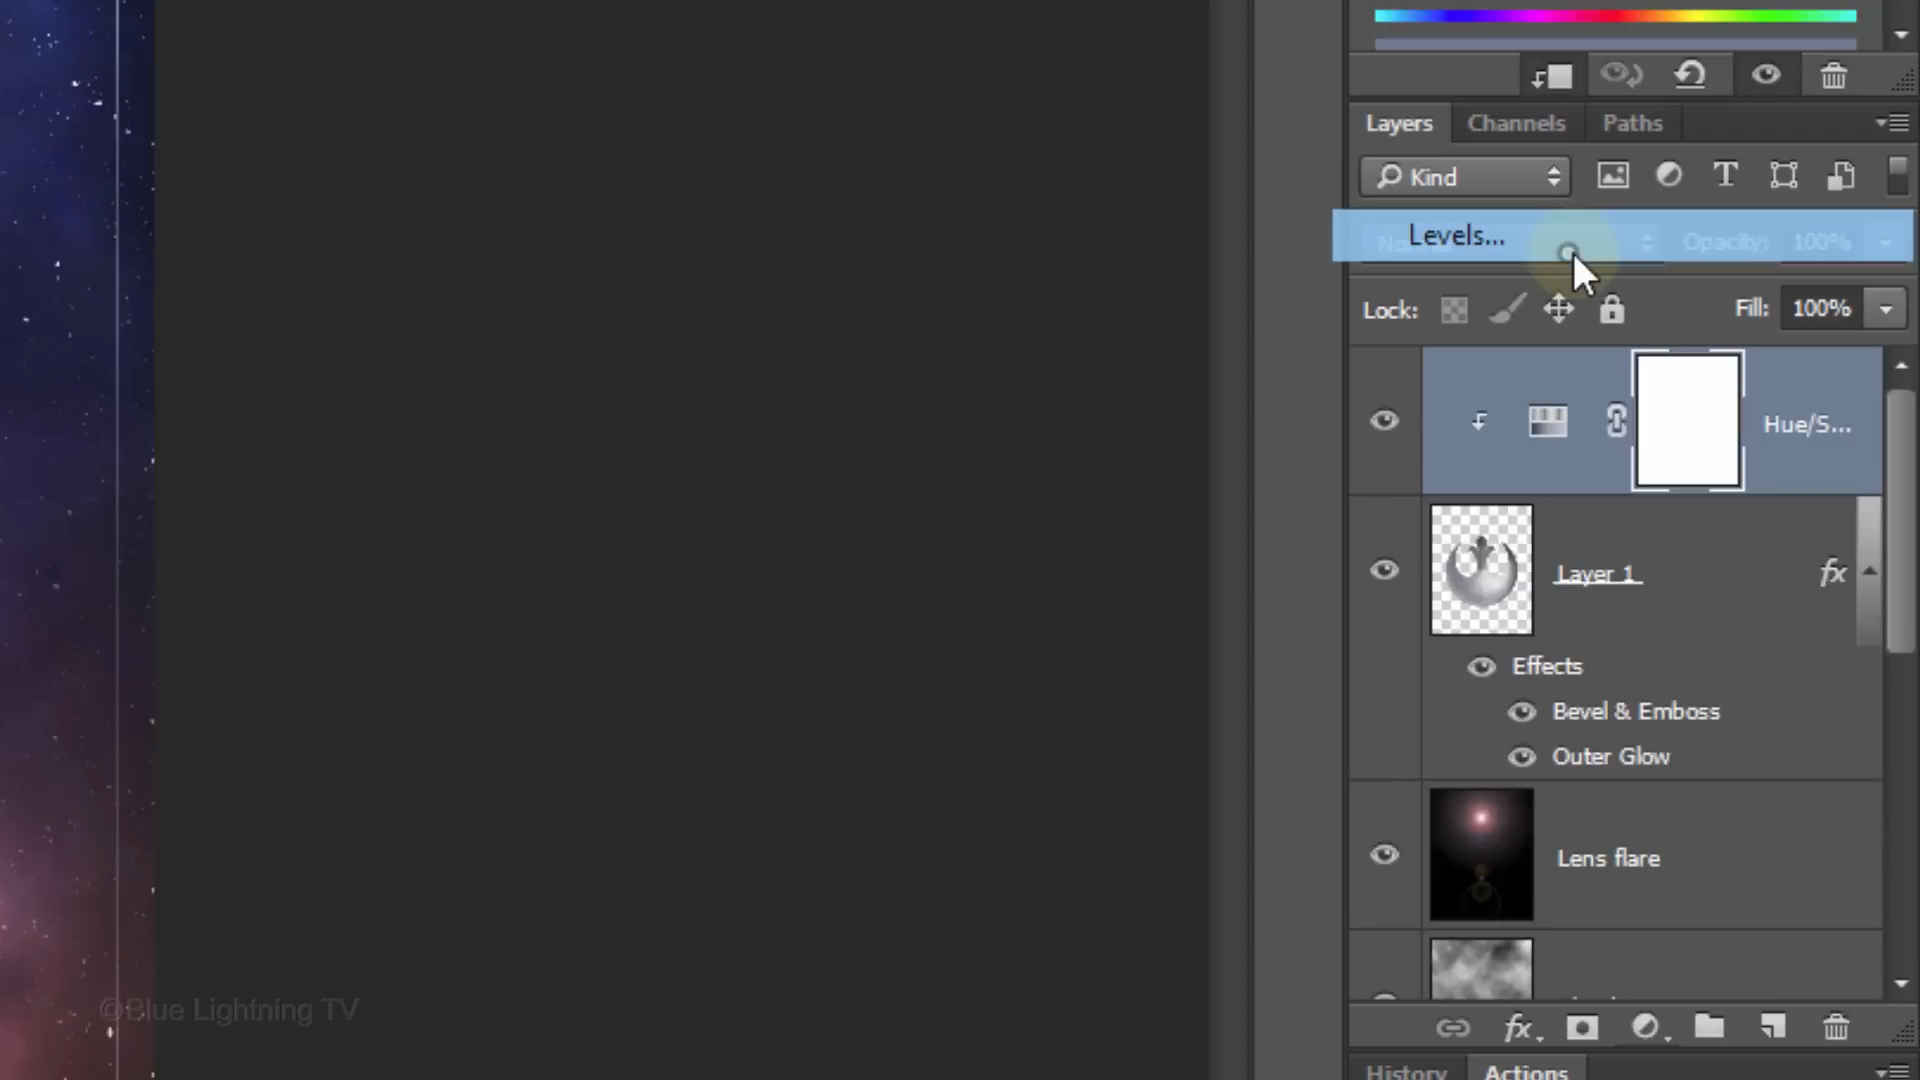 Layers Channels Paths
Kind
Levels...
Opacity: 100%
Lock: Fill: 100%
Hue/S...
Layer 1 fx
Effects
Bevel & Emboss
Outer Glow
Lens flare
©Blue Lightning TV
fx
History Actions